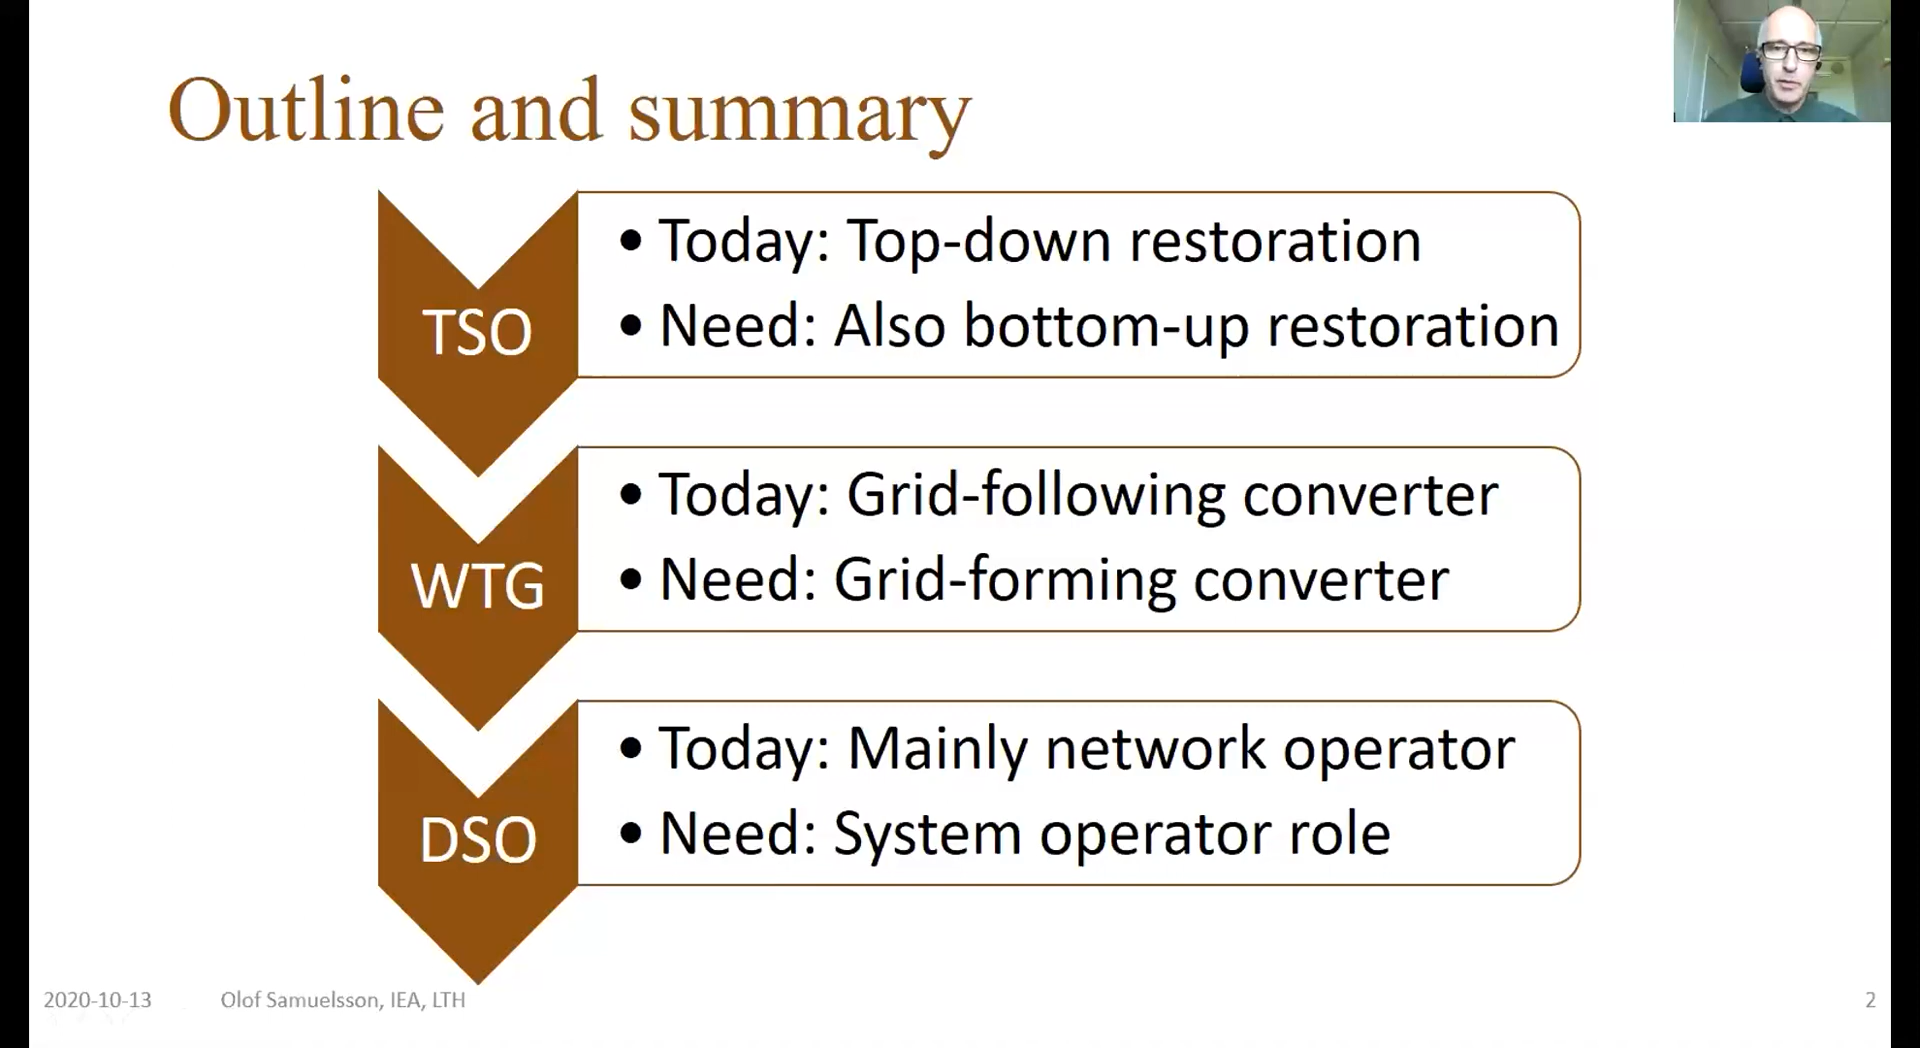 Outline and summary
TSO
• Today: Top-down restoration
• Need: Also bottom-up restoration
WTG
• Today: Grid-following converter
• Need: Grid-forming converter
DSO
• Today: Mainly network operator
• Need: System operator role
2020-10-13 Olof Samuelsson, IEA, LTH 2